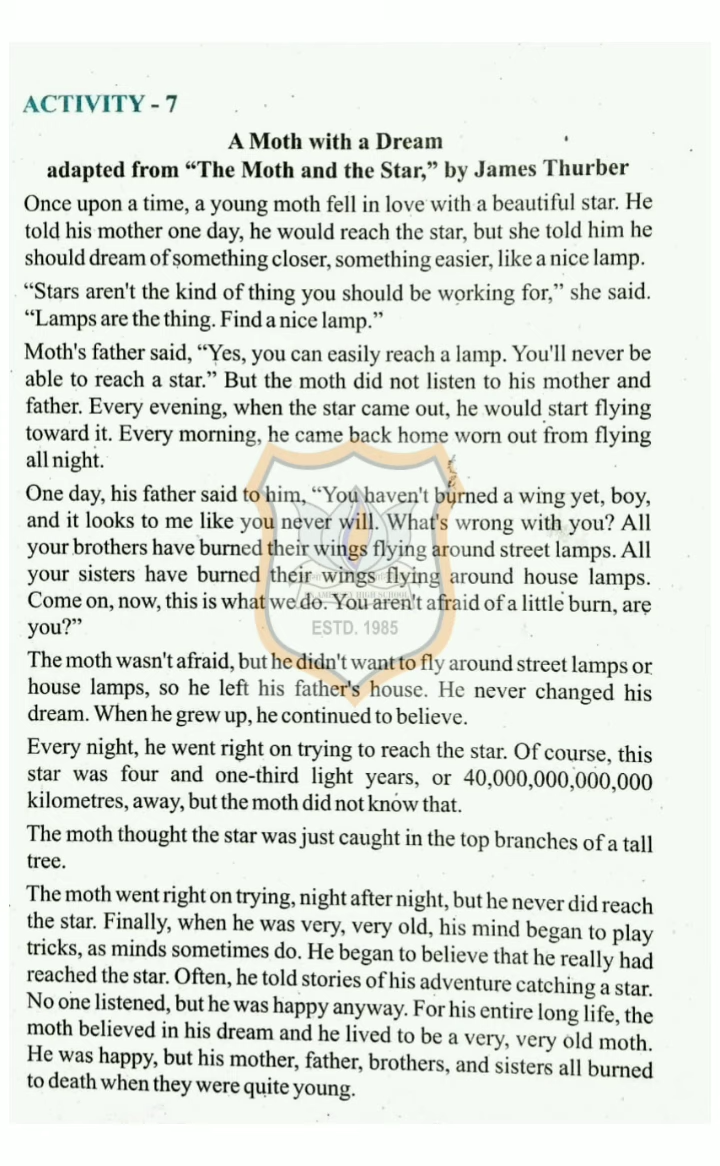 ACTIVITY - 7
A Moth with a Dream
adapted from “The Moth and the Star,” by James Thurber
Once upon a time, a young moth fell in love with a beautiful star. He
told his mother one day, he would reach the star, but she told him he
should dream of something closer, something easier, like a nice lamp.
“Stars aren't the kind of thing you should be working for,” she said.
“Lamps are the thing. Find a nice lamp.”
Moth's father said, “Yes, you can easily reach a lamp. You'll never be
able to reach a star.” But the moth did not listen to his mother and
father. Every evening, when the star came out, he would start flying
toward it. Every morning, he came back home worn out from flying
all night.
One day, his father said to him, “You haven't burned a wing yet, boy,
and it looks to me like you never will. What's wrong with you? All
your brothers have burned their wings flying around street lamps. All
your sisters have burned their wings flying around house lamps.
Come on, now, this is what we do. You aren't afraid of a little burn, are
you?”
ESTD. 1985
The moth wasn't afraid, but he didn't want to fly around street lamps or
house lamps, so he left his father's house. He never changed his
dream. When he grew up, he continued to believe.
Every night, he went right on trying to reach the star. Of course, this
star was four and one-third light years, or 40,000,000,000,000
kilometres, away, but the moth did not know that.
The moth thought the star was just caught in the top branches of a tall
tree.
The moth went right on trying, night after night, but he never did reach
the star. Finally, when he was very, very old, his mind began to play
tricks, as minds sometimes do. He began to believe that he really had
reached the star. Often, he told stories of his adventure catching a star.
No one listened, but he was happy anyway. For his entire long life, the
moth believed in his dream and he lived to be a very, very old moth.
He was happy, but his mother, father, brothers, and sisters all burned
to death when they were quite young.